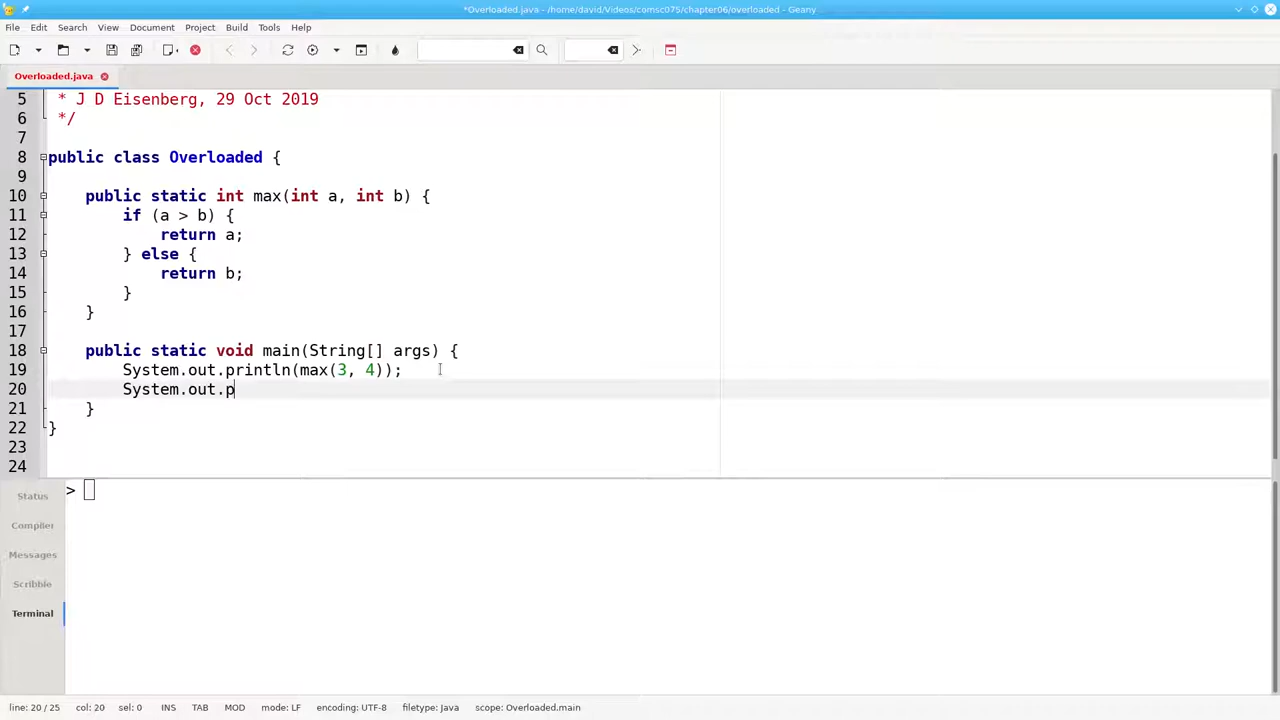 *Overloaded.java - /home/david/Videos/comsc075/chapter06/overloaded - Geany
File Edit Search View Document Project Build Tools Help
Overloaded.java
5 * J D Eisenberg, 29 Oct 2019
6 */
7
8 public class Overloaded {
9
10 public static int max(int a, int b) {
11 if (a > b) {
12 return a;
13 } else {
14 return b;
15 }
16 }
17
18 public static void main(String[] args) {
19 System.out.println(max(3, 4));
20 System.out.p
21 }
22 }
23
24
Status
Compiler
Messages
Scribble
Terminal
>
line: 20 / 25 col: 20 sel: 0 INS TAB MOD mode: LF encoding: UTF-8 filetype: Java scope: Overloaded.main